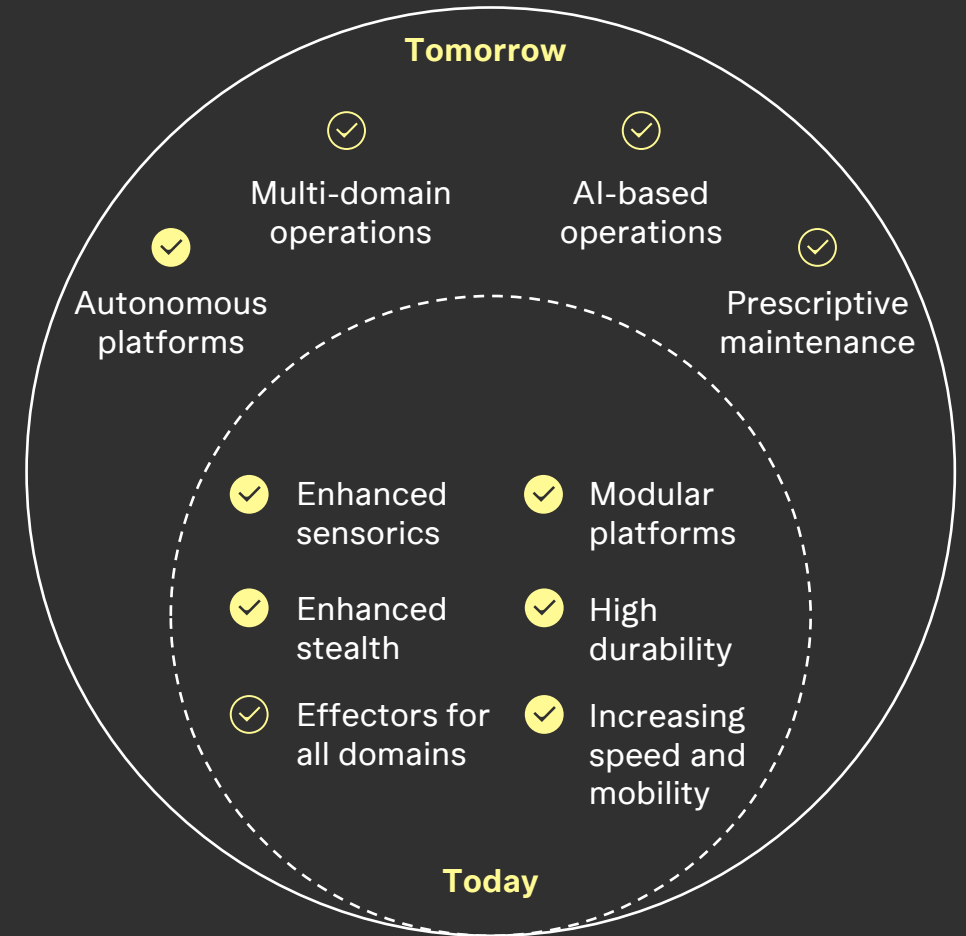 Tomorrow
Multi-domain
operations
AI-based
operations
Autonomous
platforms
Prescriptive
maintenance
Enhanced
sensorics
Modular
platforms
Enhanced
stealth
High
durability
Effectors for
all domains
Increasing
speed and
mobility
Today